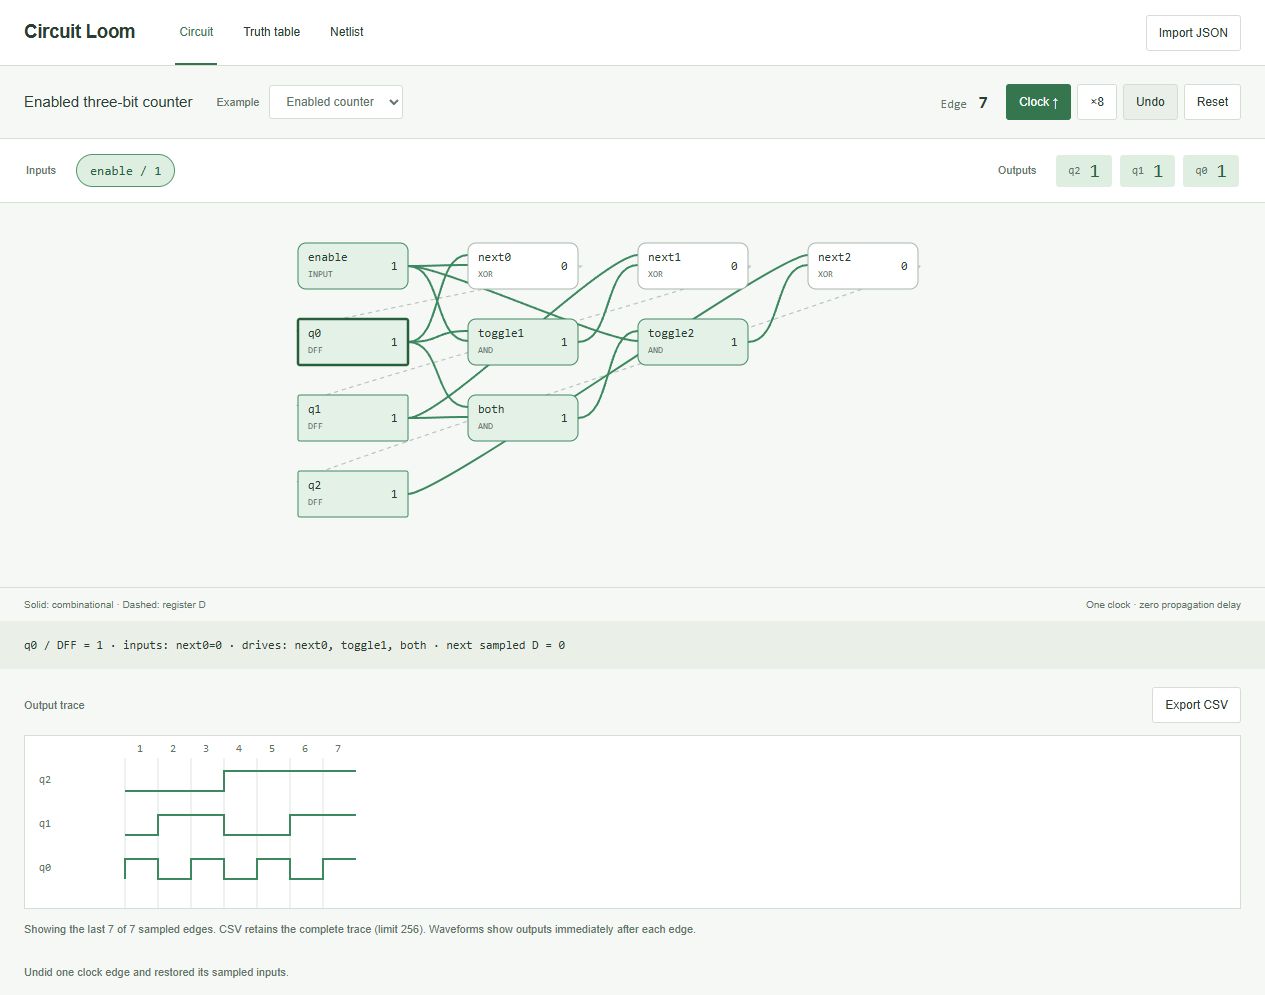 Circuit Loom Circuit Truth table Netlist Import JSON
Enabled three-bit counter Example Enabled counter Edge 7 Clock ↑ ×8 Undo Reset
Inputs enable / 1 Outputs q2 1 q1 1 q0 1
enable INPUT 1
next0 XOR 0
next1 XOR 0
next2 XOR 0
q0 DFF 1
toggle1 AND 1
toggle2 AND 1
q1 DFF 1
both AND 1
q2 DFF 1
Solid: combinational · Dashed: register D One clock · zero propagation delay
q0 / DFF = 1 · inputs: next0=0 · drives: next0, toggle1, both · next sampled D = 0
Output trace Export CSV
1 2 3 4 5 6 7
q2
q1
q0
Showing the last 7 of 7 sampled edges. CSV retains the complete trace (limit 256). Waveforms show outputs immediately after each edge.
Undid one clock edge and restored its sampled inputs.